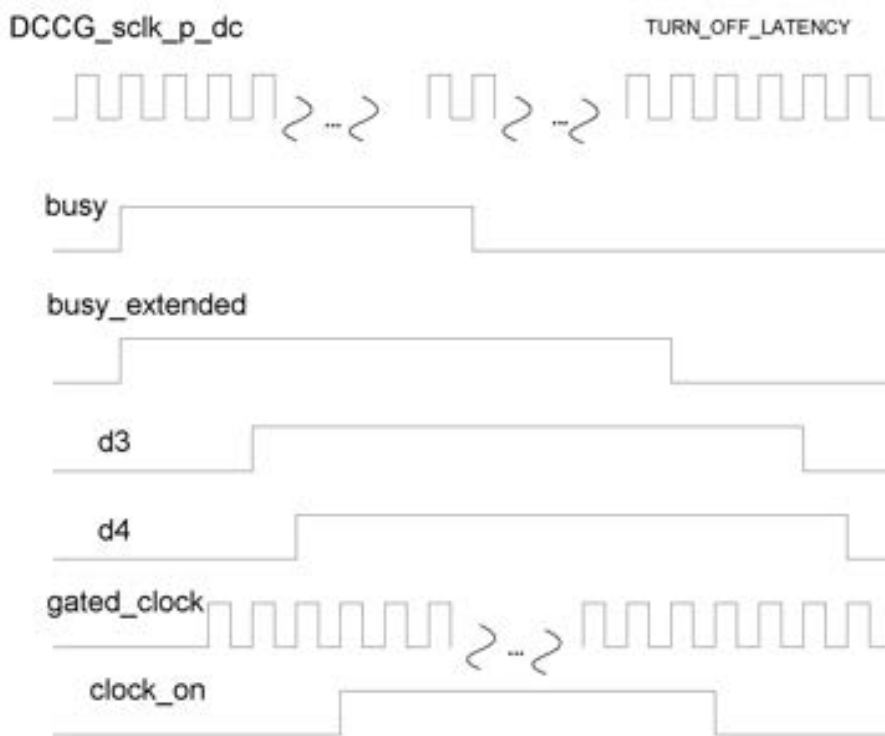 DCCG_sclk_p_dc
TURN_OFF_LATENCY
...
...
busy
busy_extended
d3
d4
gated_clock
...
clock_on